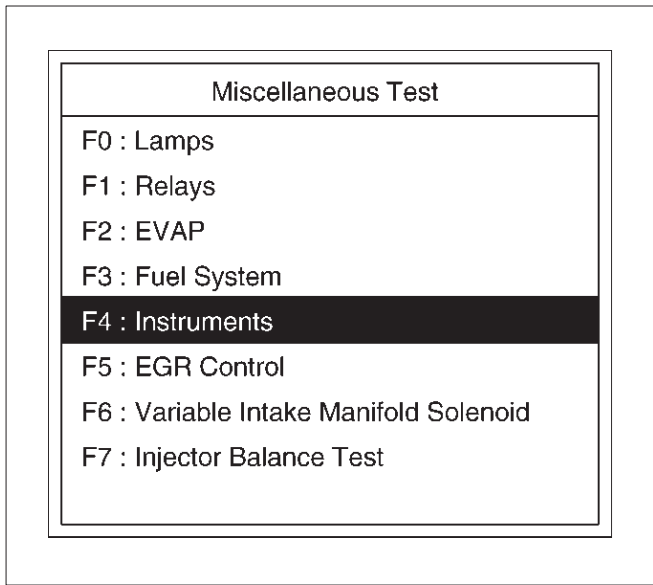 Miscellaneous Test
F0 : Lamps
F1 : Relays
F2 : EVAP
F3 : Fuel System
F4 : Instruments
F5 : EGR Control
F6 : Variable Intake Manifold Solenoid
F7 : Injector Balance Test